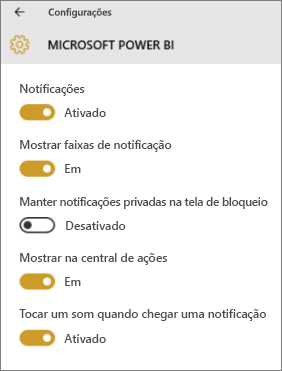 Configurações
MICROSOFT POWER BI
Notificações
Ativado
Mostrar faixas de notificação
Em
Manter notificações privadas na tela de bloqueio
Desativado
Mostrar na central de ações
Em
Tocar um som quando chegar uma notificação
Ativado